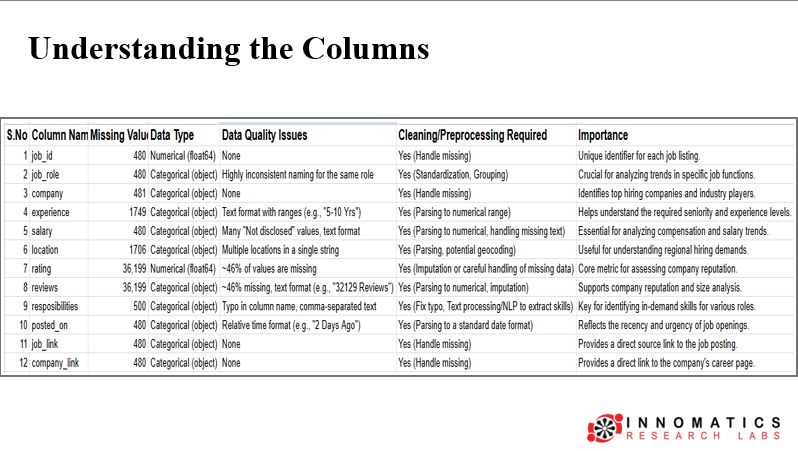 Understanding the Columns
S.No Column Nam Missing Valu Data Type Data Quality Issues Cleaning/Preprocessing Required Importance
1 job_id 480 Numerical (float64) None Yes (Handle missing) Unique identifier for each job listing.
2 job_role 480 Categorical (object) Highly inconsistent naming for the same role Yes (Standardization, Grouping) Crucial for analyzing trends in specific job functions.
3 company 481 Categorical (object) None Yes (Handle missing) Identifies top hiring companies and industry players.
4 experience 1749 Categorical (object) Text format with ranges (e.g., "5-10 Yrs") Yes (Parsing to numerical range) Helps understand the required seniority and experience levels.
5 salary 480 Categorical (object) Many "Not disclosed" values, text format Yes (Parsing to numerical, handling missing text) Essential for analyzing compensation and salary trends.
6 location 1706 Categorical (object) Multiple locations in a single string Yes (Parsing, potential geocoding) Useful for understanding regional hiring demands.
7 rating 36,199 Numerical (float64) ~46% of values are missing Yes (Imputation or careful handling of missing data) Core metric for assessing company reputation.
8 reviews 36,199 Categorical (object) ~46% missing, text format (e.g., "32129 Reviews") Yes (Parsing to numerical, imputation) Supports company reputation and size analysis.
9 resposibilities 500 Categorical (object) Typo in column name, comma-separated text Yes (Fix typo, Text processing/NLP to extract skills) Key for identifying in-demand skills for various roles.
10 posted_on 480 Categorical (object) Relative time format (e.g., "2 Days Ago") Yes (Parsing to a standard date format) Reflects the recency and urgency of job openings.
11 job_link 480 Categorical (object) None Yes (Handle missing) Provides a direct source link to the job posting.
12 company_link 480 Categorical (object) None Yes (Handle missing) Provides a direct link to the company's career page.
INNOMATICS
RESEARCH LABS